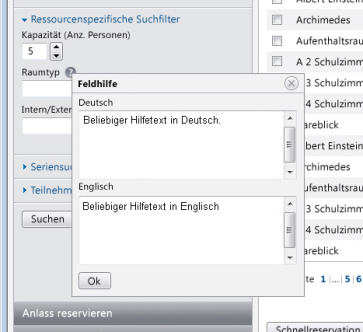 Ressourcenspezifische Suchfilter
Kapazität (Anz. Personen)
5
Raumtyp
Intern/Exter
Seriensu
Teilnehm
Suchen
Anlass reservieren
Feldhilfe
Deutsch
Beliebiger Hilfetext in Deutsch.
Englisch
Beliebiger Hilfetext in Englisch
Ok
Albert Einstein
Archimedes
Aufenthaltsrau
A 2 Schulzimm
3 Schulzimm
4 Schulzimm
areblick
bert Einstein
rchimedes
ufenthaltsrau
3 Schulzimm
4 Schulzimm
areblick
te 1 |...| 5 | 6
Schnellreservation